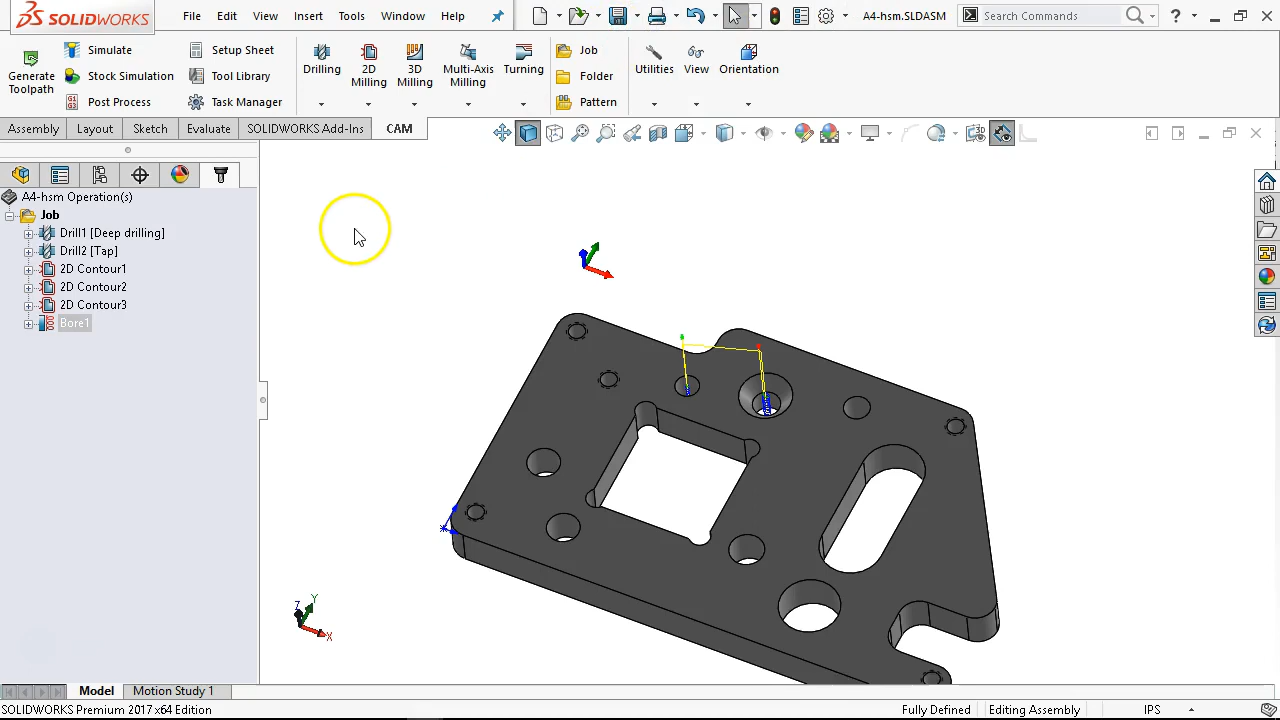 SOLIDWORKS File Edit View Insert Tools Window Help A4-hsm.SLDASM Search Commands ?
Generate Toolpath
Simulate
Stock Simulation
G1 G3 Post Process
Setup Sheet
Tool Library
Task Manager
Drilling
2D Milling
3D Milling
Multi-Axis Milling
Turning
Job
Folder
Pattern
Utilities
View
Orientation
Assembly Layout Sketch Evaluate SOLIDWORKS Add-Ins CAM
A4-hsm Operation(s)
Job
Drill1 [Deep drilling]
Drill2 [Tap]
2D Contour1
2D Contour2
2D Contour3
Bore1
Z Y
X
Model Motion Study 1
SOLIDWORKS Premium 2017 x64 Edition Fully Defined Editing Assembly IPS